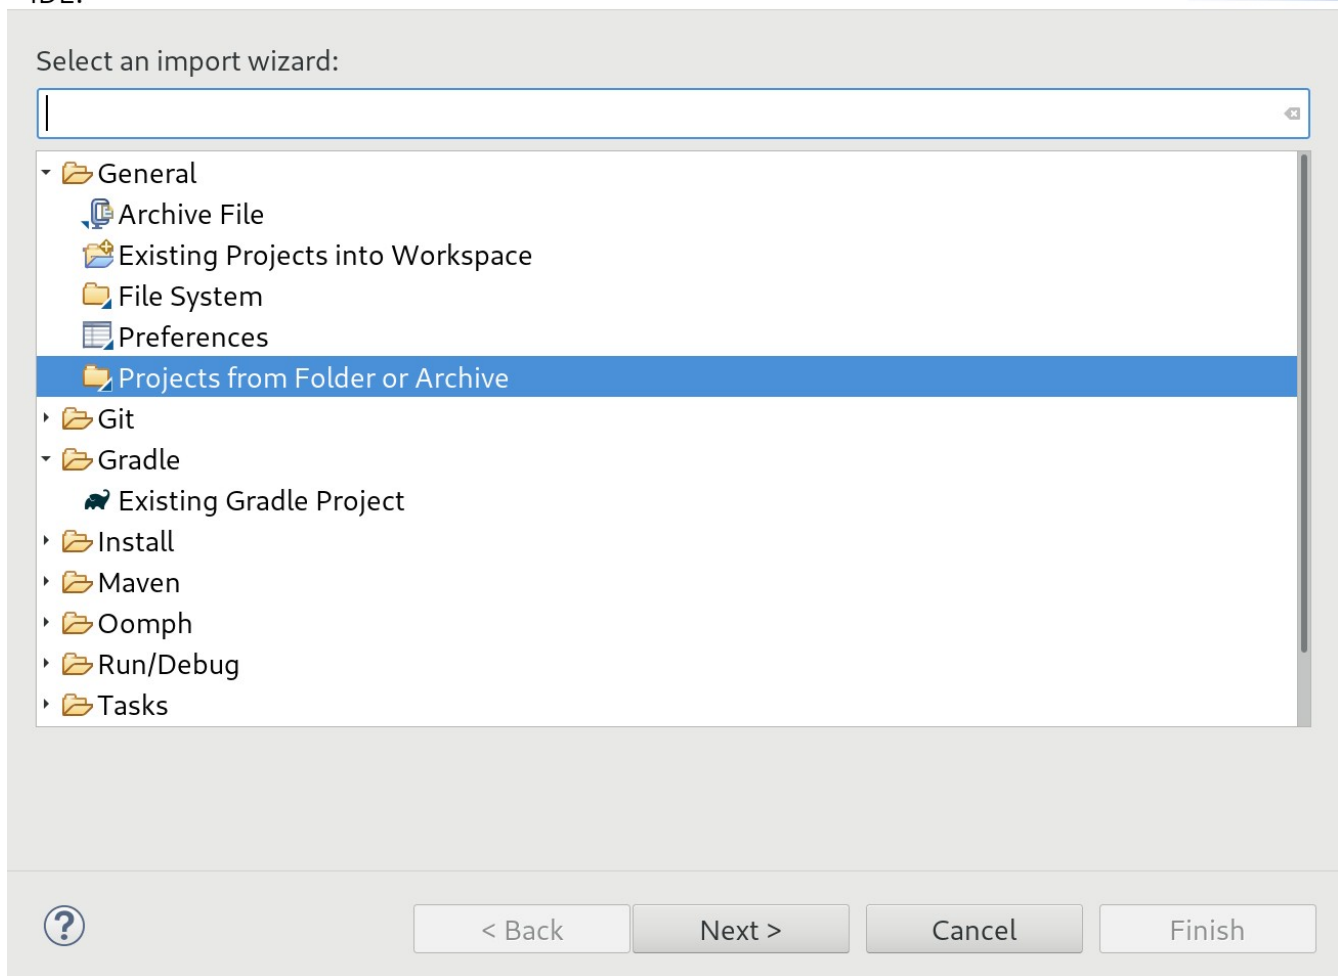 IDE.
Select an import wizard:
General
Archive File
Existing Projects into Workspace
File System
Preferences
Projects from Folder or Archive
Git
Gradle
Existing Gradle Project
Install
Maven
Oomph
Run/Debug
Tasks
?
< Back
Next >
Cancel
Finish